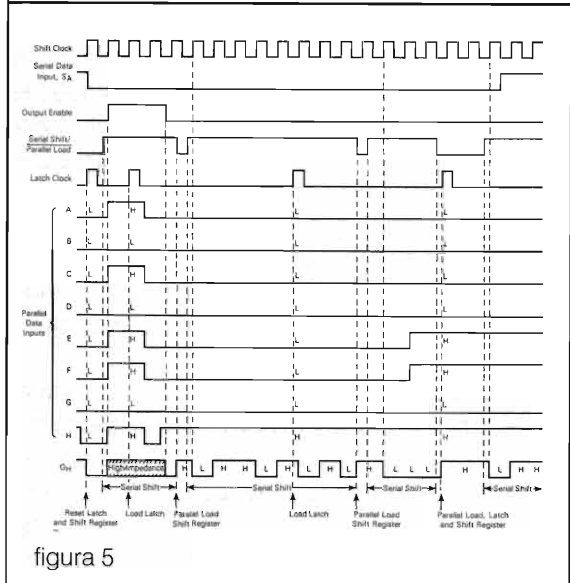 Shift Clock
Serial Data
Input, SA
Output Enable
Serial Shift/
Parallel Load
Latch Clock
A L H L L
B L L L L
C L H L L
Parallel
Data
Inputs
D L L L L
E L H L H
F L H L H
G L L L L
H L H H H
QH High-Impedance H L H H L H L H L L L H L H H
Serial Shift Serial Shift Serial Shift Serial Shift
Reset Latch
and Shift Register
Load Latch
Parallel Load
Shift Register
Load Latch
Parallel Load
Shift Register
Parallel Load, Latch
and Shift Register
figura 5